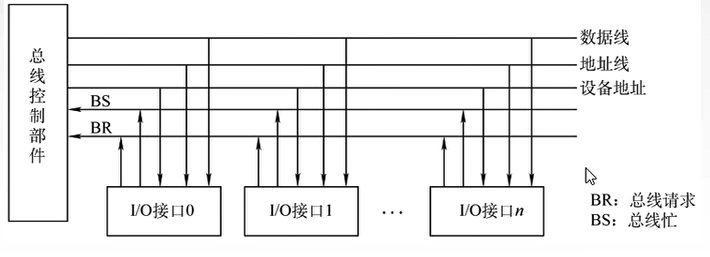 总线控制部件
数据线
地址线
设备地址
BS
BR
I/O接口0
I/O接口1
...
I/O接口n
BR：总线请求
BS：总线忙